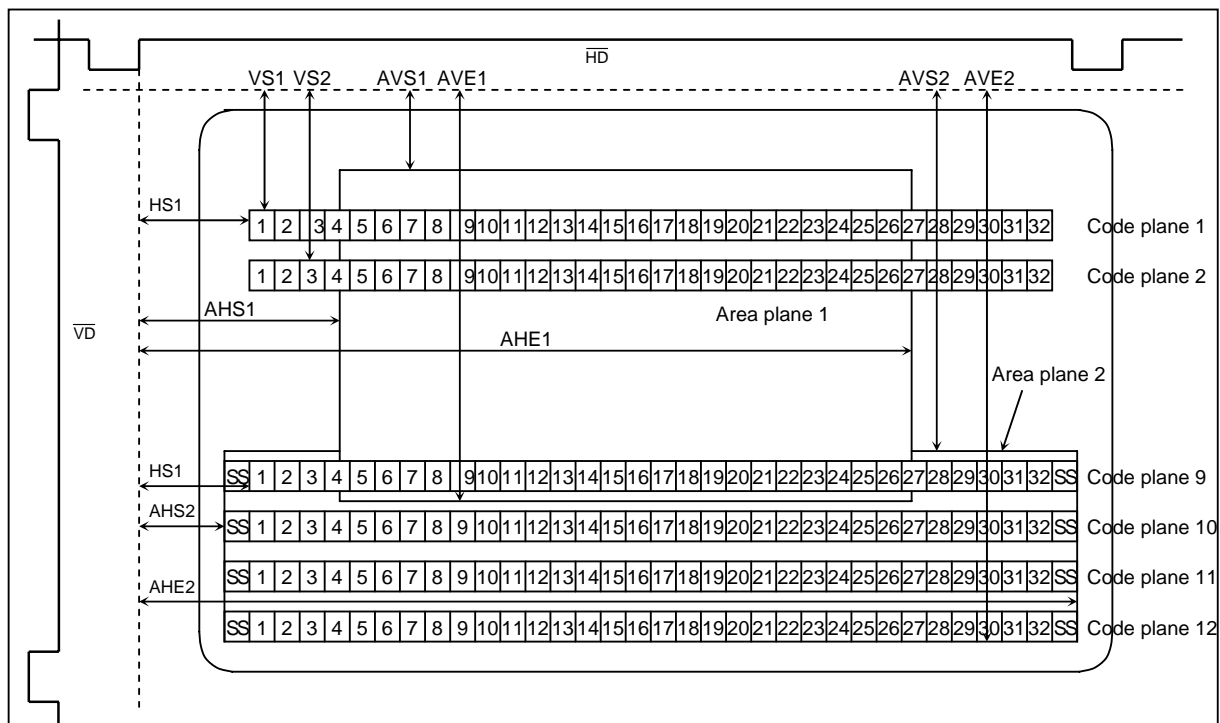 HD
VS1 VS2 AVS1 AVE1 AVS2 AVE2
HS1
1 2 3 4 5 6 7 8 9 10 11 12 13 14 15 16 17 18 19 20 21 22 23 24 25 26 27 28 29 30 31 32 Code plane 1
1 2 3 4 5 6 7 8 9 10 11 12 13 14 15 16 17 18 19 20 21 22 23 24 25 26 27 28 29 30 31 32 Code plane 2
AHS1
Area plane 1
VD
AHE1
Area plane 2
HS1
SS 1 2 3 4 5 6 7 8 9 10 11 12 13 14 15 16 17 18 19 20 21 22 23 24 25 26 27 28 29 30 31 32 SS Code plane 9
AHS2
SS 1 2 3 4 5 6 7 8 9 10 11 12 13 14 15 16 17 18 19 20 21 22 23 24 25 26 27 28 29 30 31 32 SS Code plane 10
SS 1 2 3 4 5 6 7 8 9 10 11 12 13 14 15 16 17 18 19 20 21 22 23 24 25 26 27 28 29 30 31 32 SS Code plane 11
AHE2
SS 1 2 3 4 5 6 7 8 9 10 11 12 13 14 15 16 17 18 19 20 21 22 23 24 25 26 27 28 29 30 31 32 SS Code plane 12